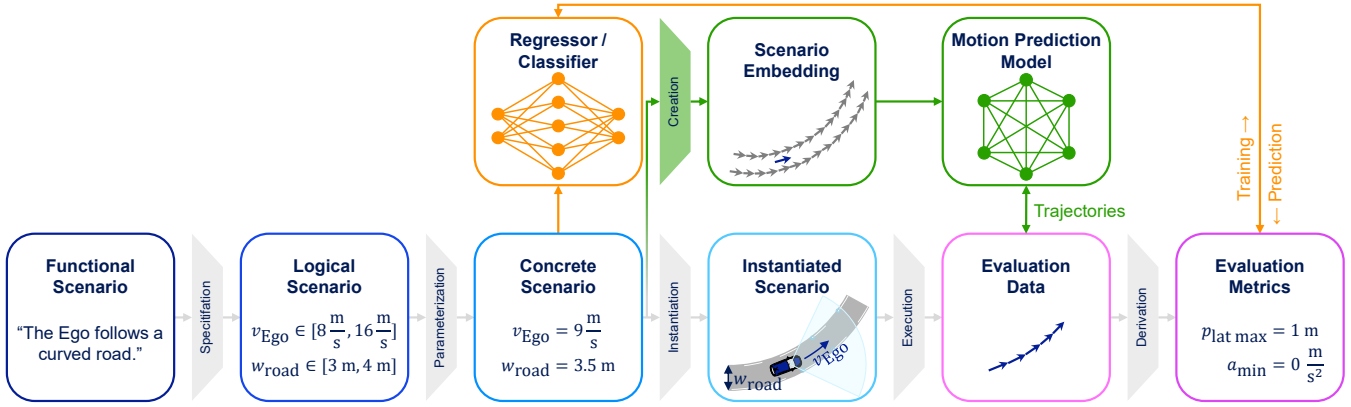 Regressor /
Classifier
Creation
Scenario
Embedding
Motion Prediction
Model
Training →
← Prediction
Trajectories
Functional
Scenario
“The Ego follows a
curved road.”
Specitifation
Logical
Scenario
v_Ego ∈ [8 m/s, 16 m/s]
w_road ∈ [3 m, 4 m]
Parameterization
Concrete
Scenario
v_Ego = 9 m/s
w_road = 3.5 m
Instantiation
Instantiated
Scenario
v_Ego
w_road
Execution
Evaluation
Data
Derivation
Evaluation
Metrics
p_lat max = 1 m
a_min = 0 m/s²